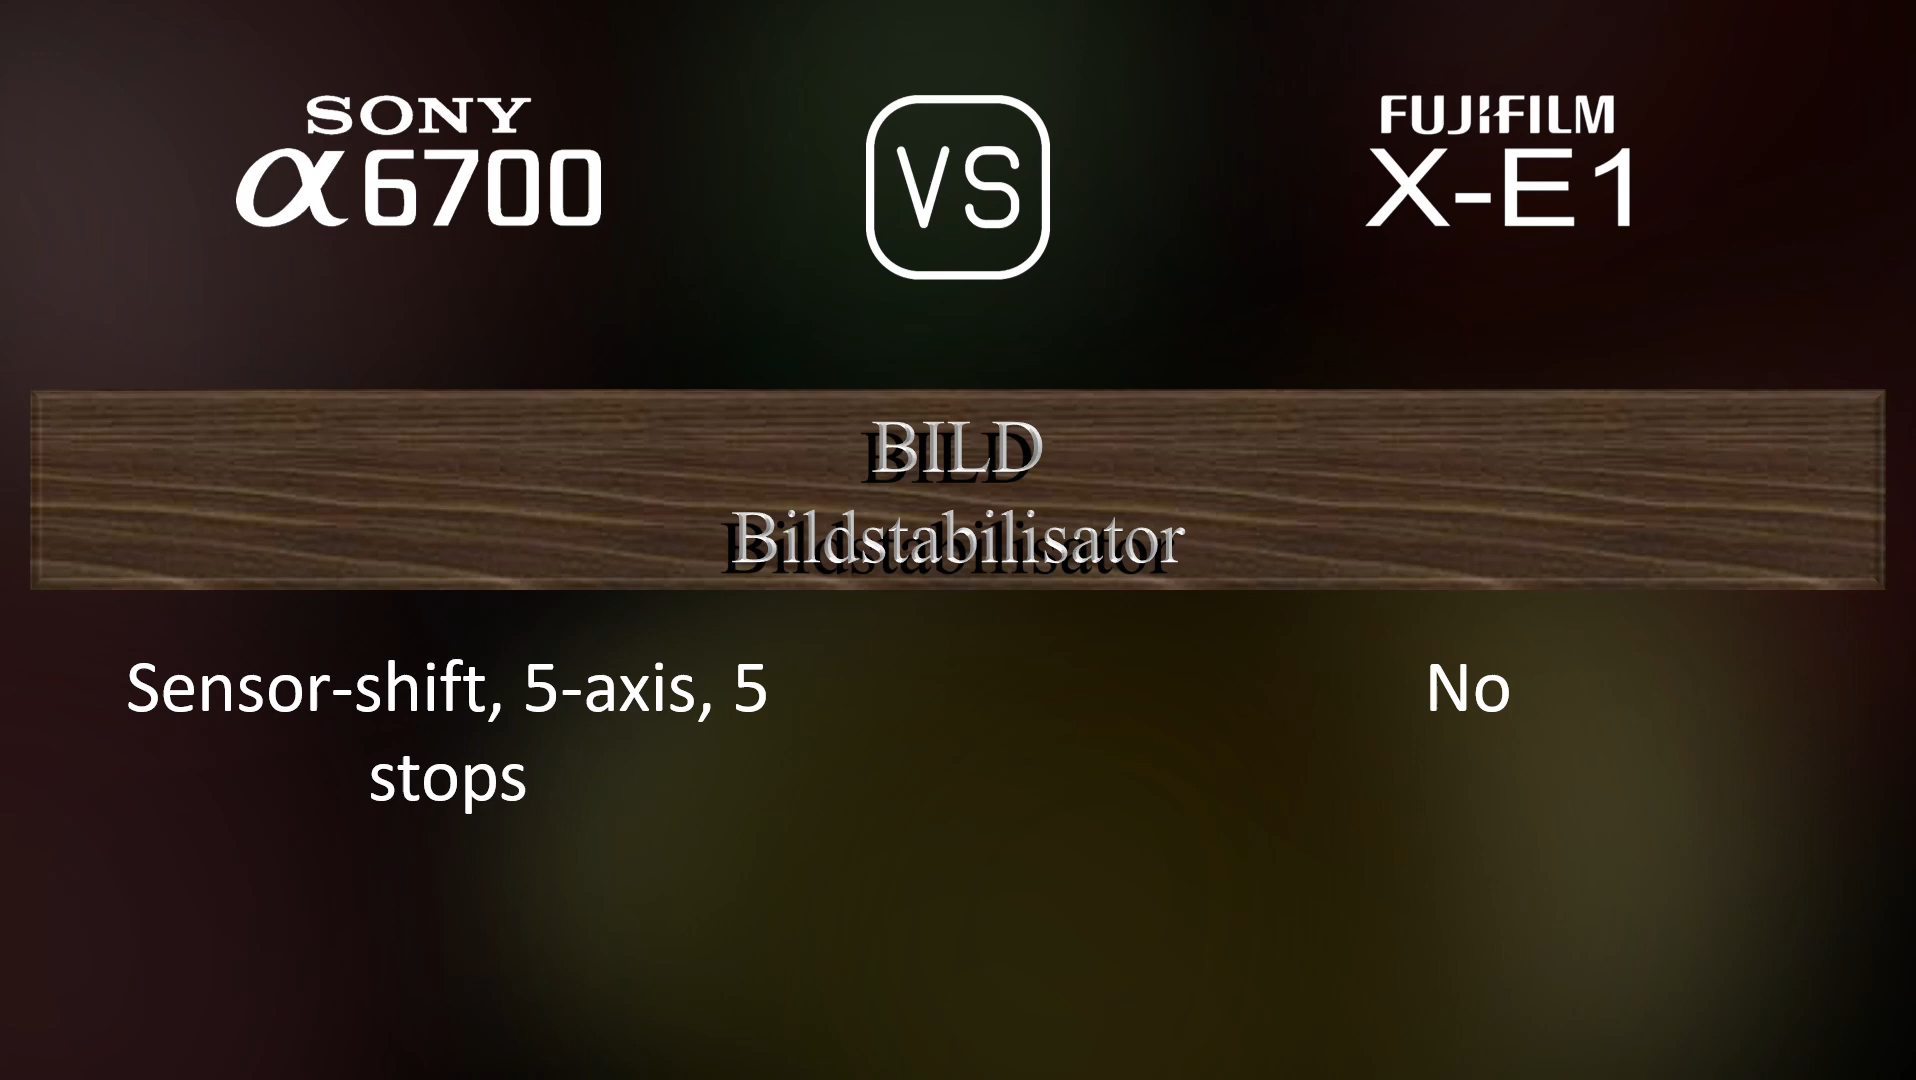 SONY
α6700
VS
FUJIFILM
X-E1
BILD
Bildstabilisator
Sensor-shift, 5-axis, 5
stops
No